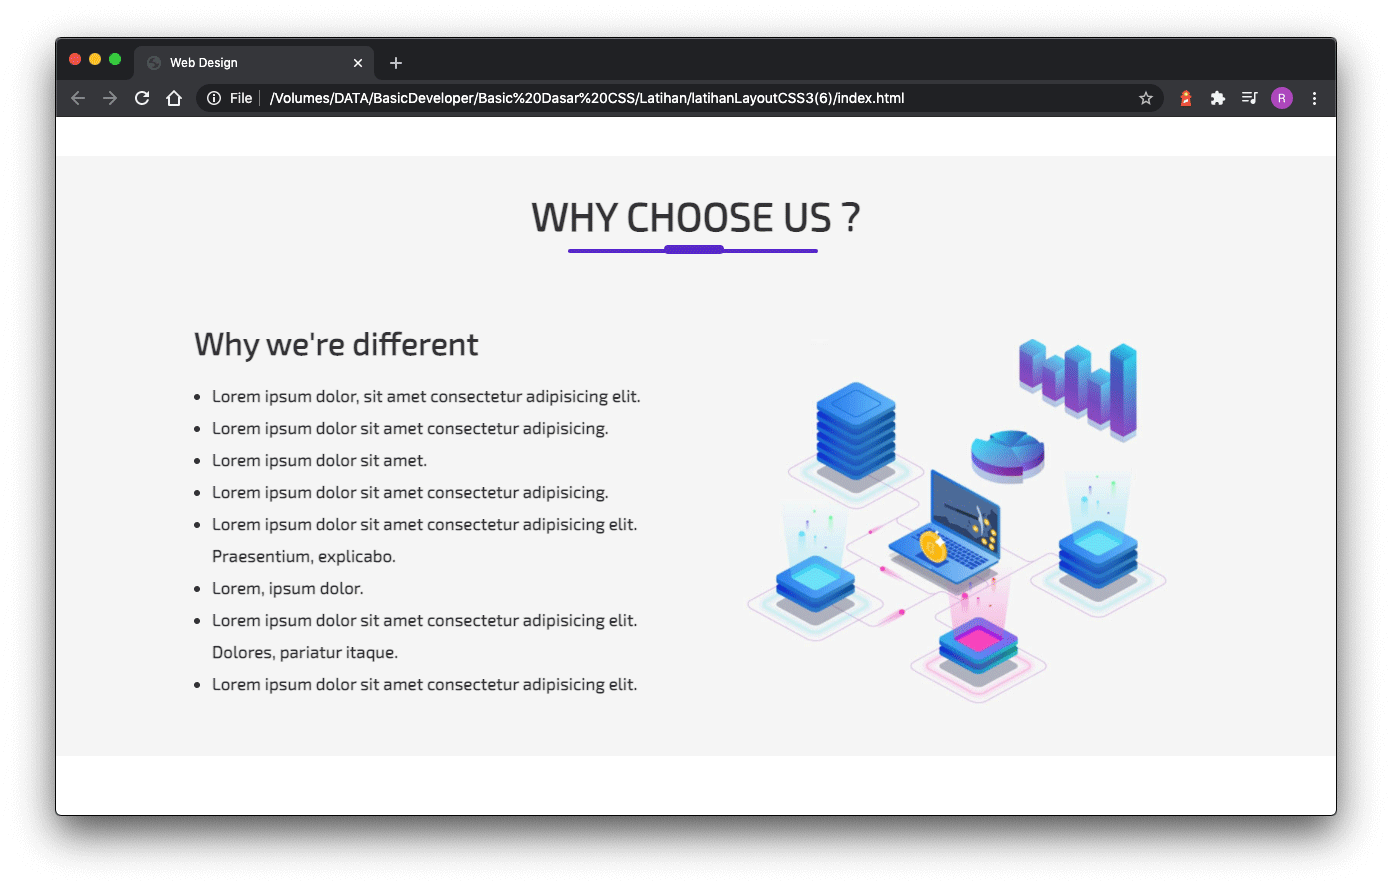 Web Design
File
/Volumes/DATA/BasicDeveloper/Basic%20Dasar%20CSS/Latihan/latihanLayoutCSS3(6)/index.html
R
WHY CHOOSE US ?
Why we're different
Lorem ipsum dolor, sit amet consectetur adipisicing elit.
Lorem ipsum dolor sit amet consectetur adipisicing.
Lorem ipsum dolor sit amet.
Lorem ipsum dolor sit amet consectetur adipisicing.
Lorem ipsum dolor sit amet consectetur adipisicing elit.
Praesentium, explicabo.
Lorem, ipsum dolor.
Lorem ipsum dolor sit amet consectetur adipisicing elit.
Dolores, pariatur itaque.
Lorem ipsum dolor sit amet consectetur adipisicing elit.